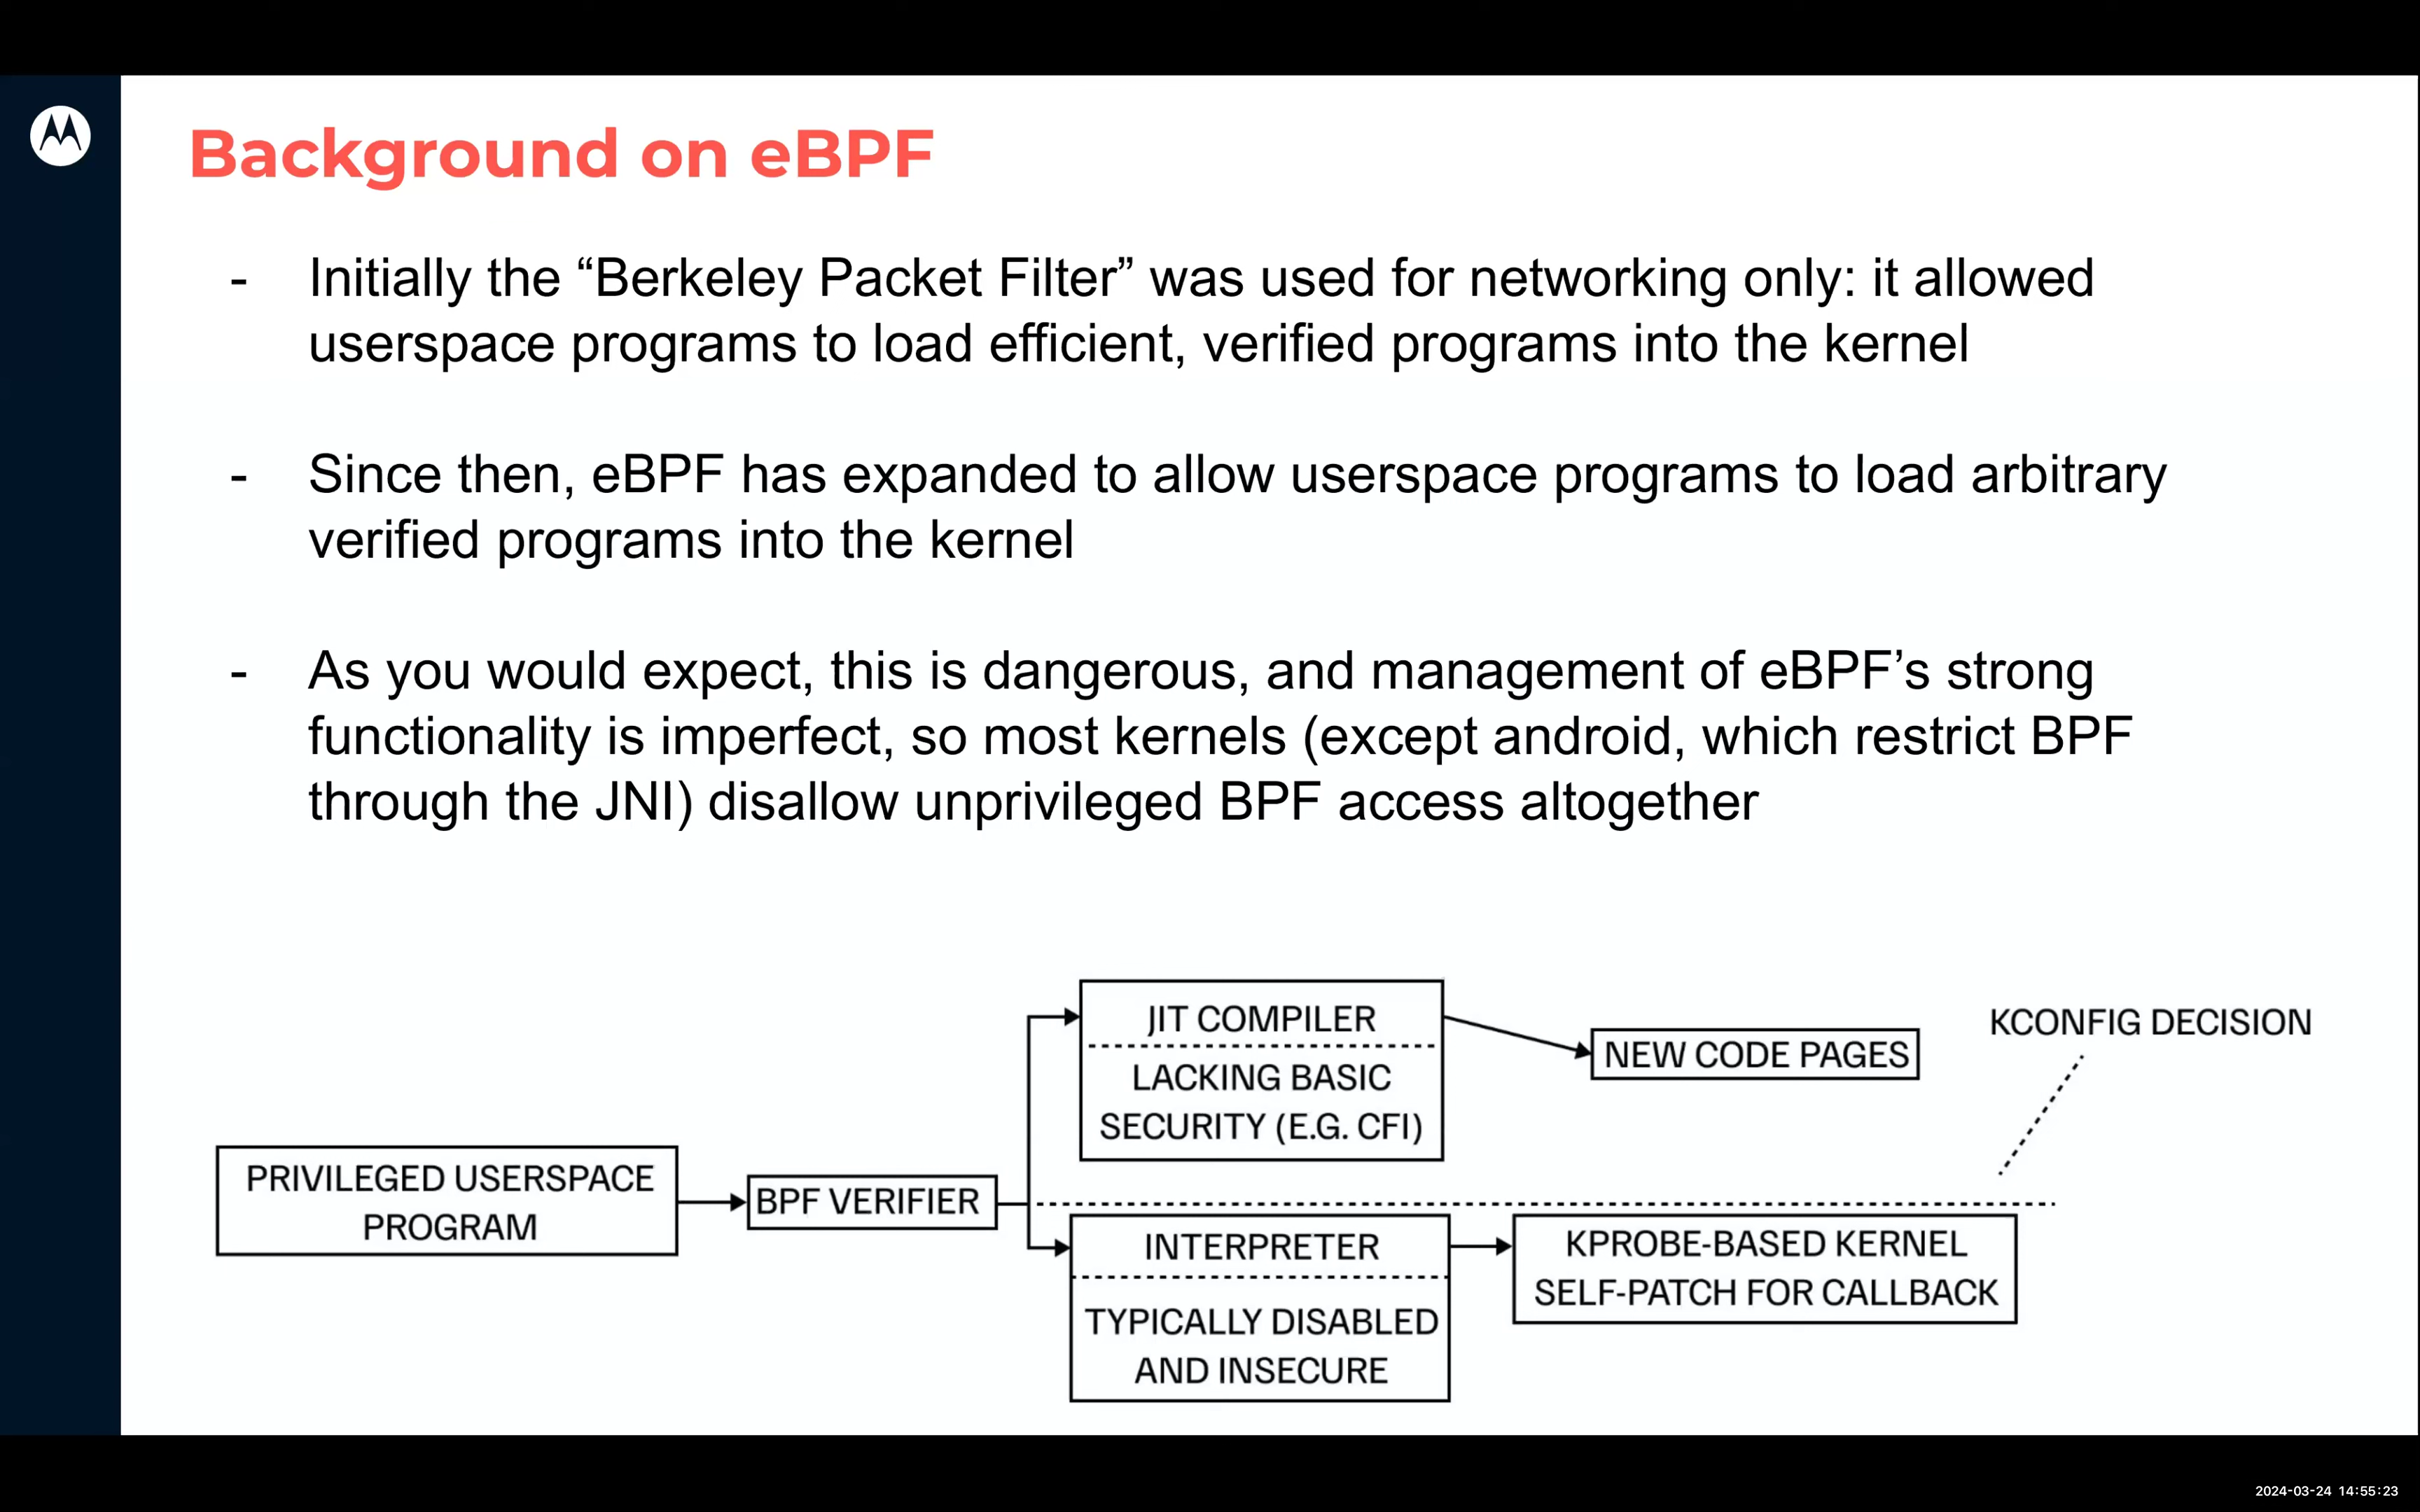 Background on eBPF
- Initially the “Berkeley Packet Filter” was used for networking only: it allowed
userspace programs to load efficient, verified programs into the kernel
- Since then, eBPF has expanded to allow userspace programs to load arbitrary
verified programs into the kernel
- As you would expect, this is dangerous, and management of eBPF’s strong
functionality is imperfect, so most kernels (except android, which restrict BPF
through the JNI) disallow unprivileged BPF access altogether
PRIVILEGED USERSPACE
PROGRAM
BPF VERIFIER
JIT COMPILER
LACKING BASIC
SECURITY (E.G. CFI)
NEW CODE PAGES
KCONFIG DECISION
INTERPRETER
TYPICALLY DISABLED
AND INSECURE
KPROBE-BASED KERNEL
SELF-PATCH FOR CALLBACK
2024-03-24 14:55:23